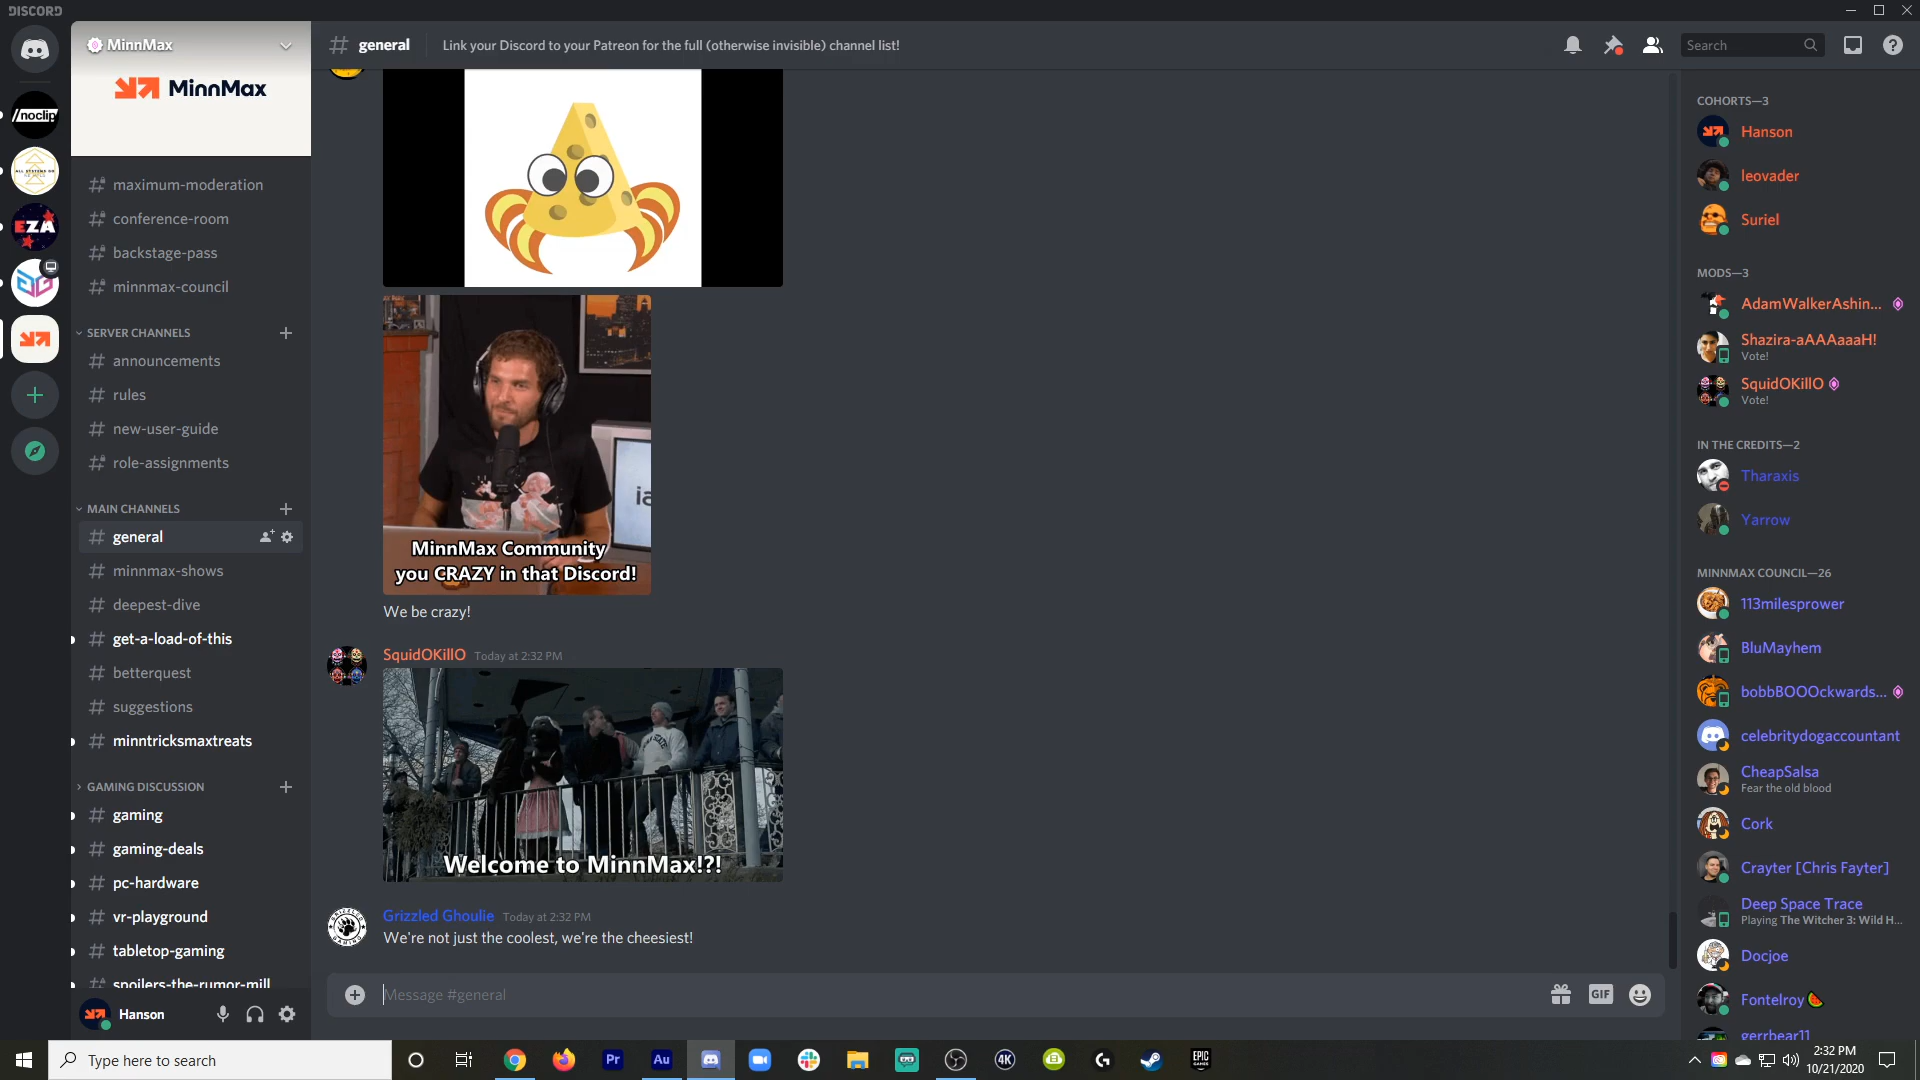 DISCORD
MinnMax
MinnMax
/noclip
EZA
maximum-moderation
conference-room
backstage-pass
minnmax-council
SERVER CHANNELS
announcements
rules
new-user-guide
role-assignments
MAIN CHANNELS
general
minnmax-shows
deepest-dive
get-a-load-of-this
betterquest
suggestions
minntricksmaxtreats
GAMING DISCUSSION
gaming
gaming-deals
pc-hardware
vr-playground
tabletop-gaming
spoilers-the-rumor-mill
Hanson
general
Link your Discord to your Patreon for the full (otherwise invisible) channel list!
Search
MinnMax Community
you CRAZY in that Discord!
We be crazy!
SquidOKillO Today at 2:32 PM
Welcome to MinnMax!?!
Grizzled Ghoulie Today at 2:32 PM
We're not just the coolest, we're the cheesiest!
Message #general
GIF
COHORTS—3
Hanson
leovader
Suriel
MODS—3
AdamWalkerAshin...
Shazira-aAAAaaaH!
Vote!
SquidOKillO
Vote!
IN THE CREDITS—2
Tharaxis
Yarrow
MINNMAX COUNCIL—26
113milesprower
BluMayhem
bobbBOOOckwards...
celebritydogaccountant
CheapSalsa
Fear the old blood
Cork
Crayter [Chris Fayter]
Deep Space Trace
Playing The Witcher 3: Wild H...
Docjoe
Fontelroy
gerrbear11
Type here to search
Pr
Au
4K
EPIC
2:32 PM
10/21/2020